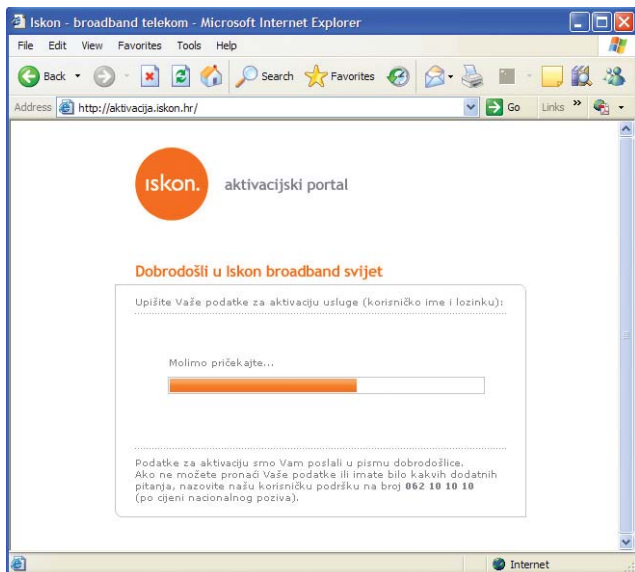 Iskon - broadband telekom - Microsoft Internet Explorer
File Edit View Favorites Tools Help
Back Search Favorites
Address http://aktivacija.iskon.hr/ Go Links »
ıskon. aktivacijski portal
Dobrodošli u Iskon broadband svijet
Upišite Vaše podatke za aktivaciju usluge (korisničko ime i lozinku):
Molimo pričekajte...
Podatke za aktivaciju smo Vam poslali u pismu dobrodošlice.
Ako ne možete pronaći Vaše podatke ili imate bilo kakvih dodatnih
pitanja, nazovite našu korisničku podršku na broj 062 10 10 10
(po cijeni nacionalnog poziva).
Internet